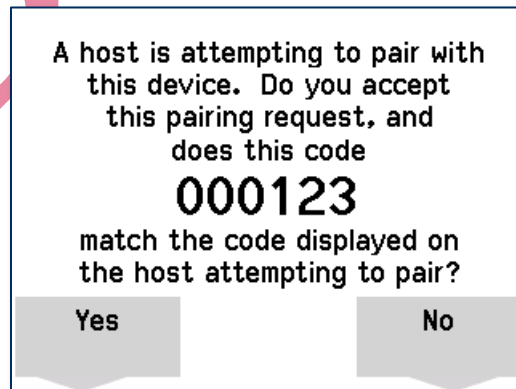 A host is attempting to pair with
this device. Do you accept
this pairing request, and
does this code
000123
match the code displayed on
the host attempting to pair?
Yes
No